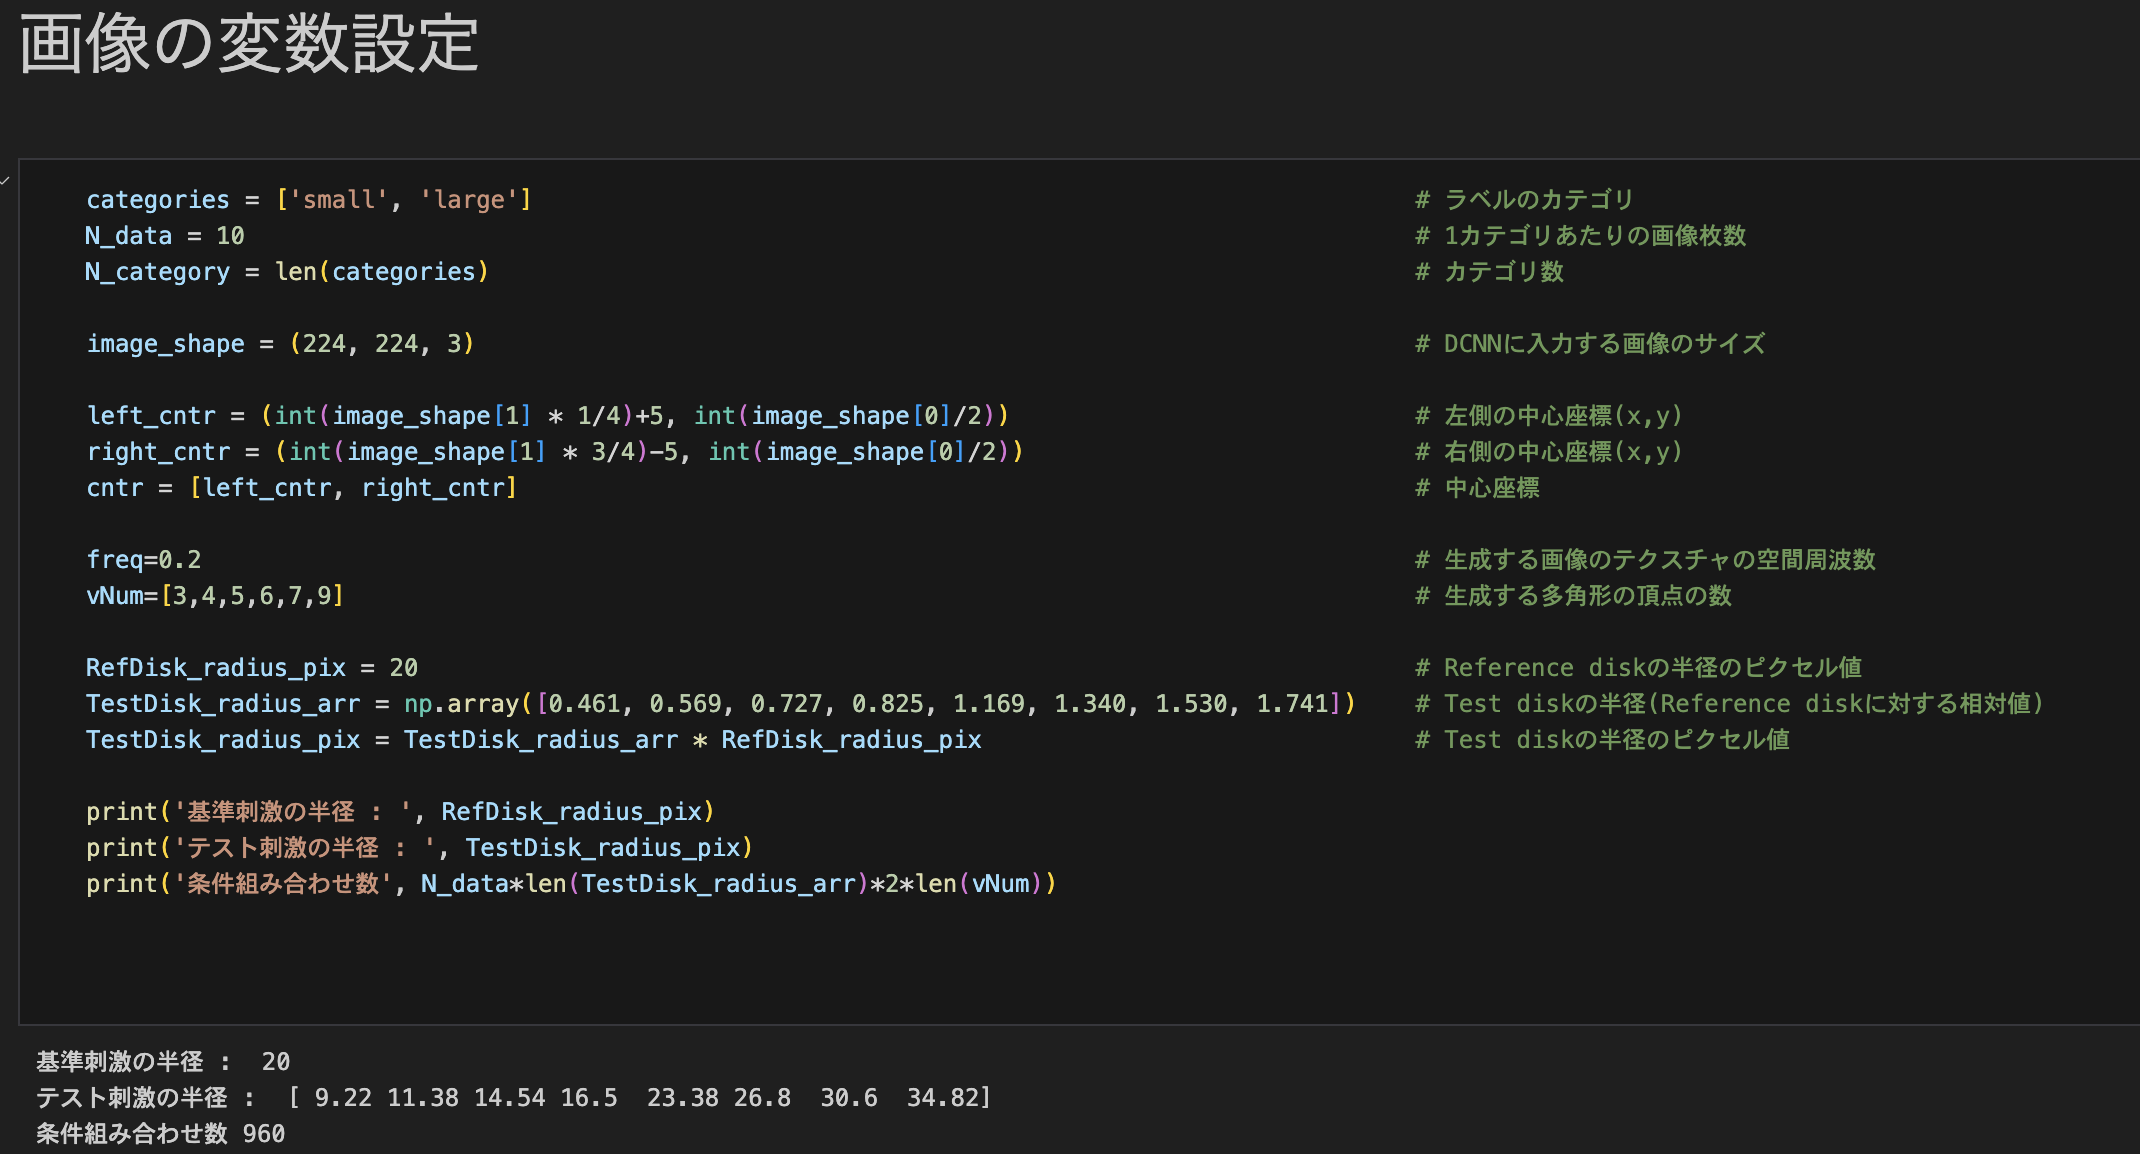 画像の変数設定
categories = ['small', 'large'] # ラベルのカテゴリ
N_data = 10 # 1カテゴリあたりの画像枚数
N_category = len(categories) # カテゴリ数
image_shape = (224, 224, 3) # DCNNに入力する画像のサイズ
left_cntr = (int(image_shape[1] * 1/4)+5, int(image_shape[0]/2)) # 左側の中心座標(x,y)
right_cntr = (int(image_shape[1] * 3/4)-5, int(image_shape[0]/2)) # 右側の中心座標(x,y)
cntr = [left_cntr, right_cntr] # 中心座標
freq=0.2 # 生成する画像のテクスチャの空間周波数
vNum=[3,4,5,6,7,9] # 生成する多角形の頂点の数
RefDisk_radius_pix = 20 # Reference diskの半径のピクセル値
TestDisk_radius_arr = np.array([0.461, 0.569, 0.727, 0.825, 1.169, 1.340, 1.530, 1.741]) # Test diskの半径(Reference diskに対する相対値)
TestDisk_radius_pix = TestDisk_radius_arr * RefDisk_radius_pix # Test diskの半径のピクセル値
print('基準刺激の半径 : ', RefDisk_radius_pix)
print('テスト刺激の半径 : ', TestDisk_radius_pix)
print('条件組み合わせ数', N_data*len(TestDisk_radius_arr)*2*len(vNum))
基準刺激の半径 :  20
テスト刺激の半径 :  [ 9.22 11.38 14.54 16.5  23.38 26.8  30.6  34.82]
条件組み合わせ数 960